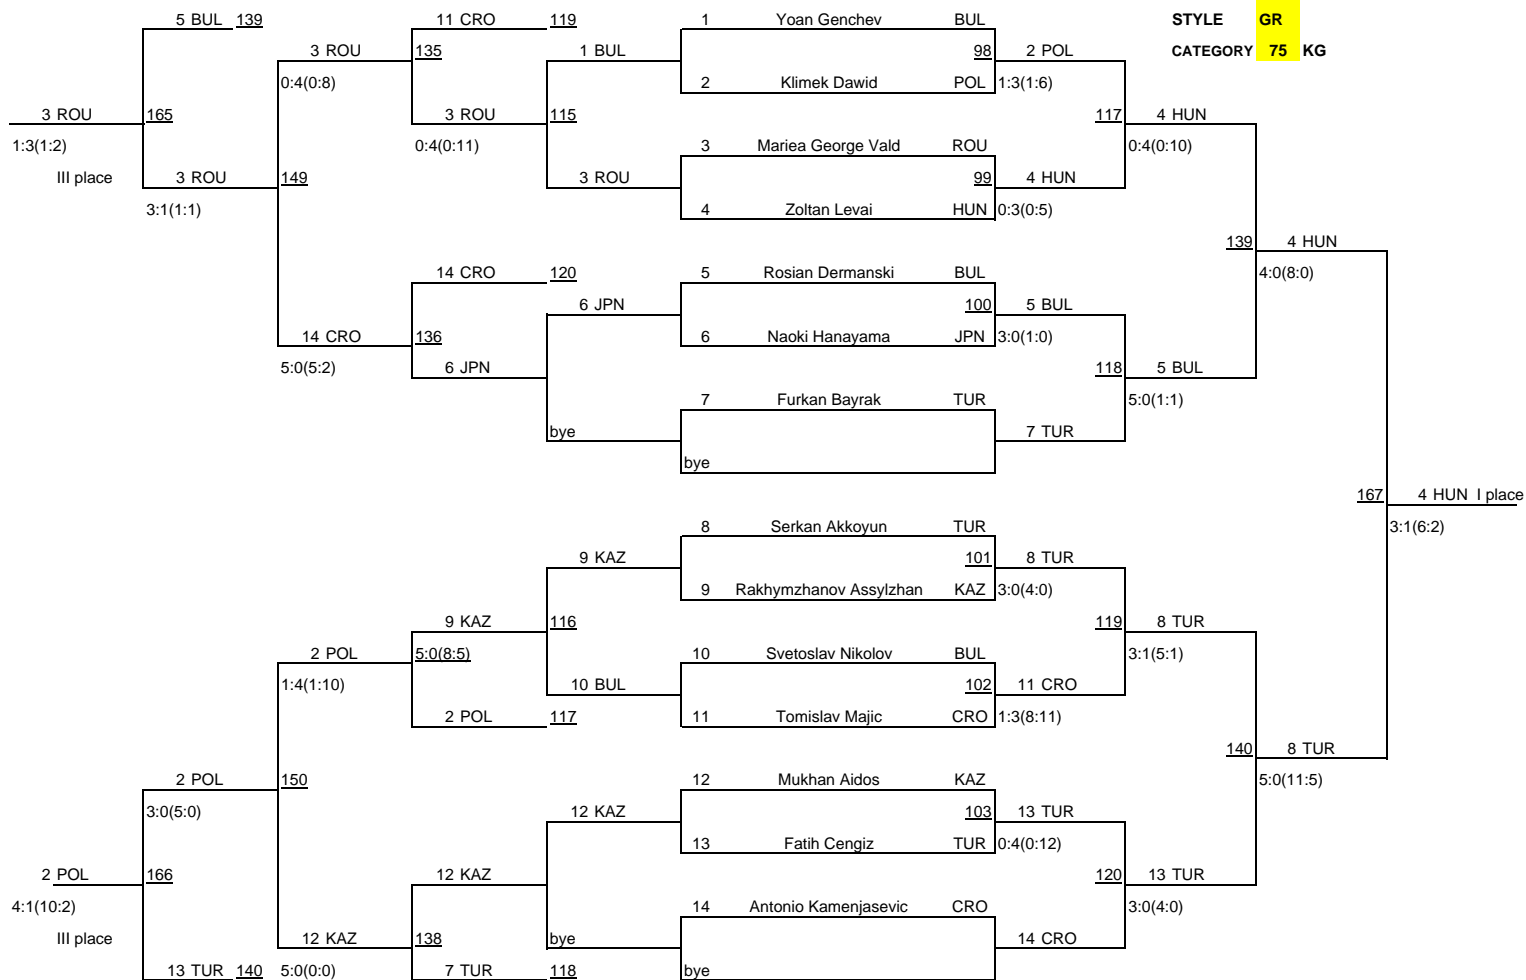 5 BUL 139 11 CRO 119 1 Yoan Genchev BUL STYLE GR
3 ROU 135 1 BUL 98 2 POL CATEGORY 75 KG
0:4(0:8) 2 Klimek Dawid POL 1:3(1:6)
3 ROU 165 3 ROU 115 117 4 HUN
1:3(1:2) 0:4(0:11) 3 Mariea George Vald ROU 0:4(0:10)
III place 3 ROU 149 3 ROU 99 4 HUN
3:1(1:1) 4 Zoltan Levai HUN 0:3(0:5)
139 4 HUN
14 CRO 120 5 Rosian Dermanski BUL 4:0(8:0)
6 JPN 100 5 BUL
14 CRO 136 6 Naoki Hanayama JPN 3:0(1:0)
5:0(5:2) 6 JPN 118 5 BUL
7 Furkan Bayrak TUR 5:0(1:1)
bye 7 TUR
bye
167 4 HUN I place
8 Serkan Akkoyun TUR 3:1(6:2)
9 KAZ 101 8 TUR
9 Rakhymzhanov Assylzhan KAZ 3:0(4:0)
9 KAZ 116 119 8 TUR
2 POL 5:0(8:5) 10 Svetoslav Nikolov BUL 3:1(5:1)
1:4(1:10) 10 BUL 102 11 CRO
2 POL 117 11 Tomislav Majic CRO 1:3(8:11)
140 8 TUR
2 POL 150 12 Mukhan Aidos KAZ 5:0(11:5)
3:0(5:0) 12 KAZ 103 13 TUR
13 Fatih Cengiz TUR 0:4(0:12)
2 POL 166 12 KAZ 120 13 TUR
4:1(10:2) 14 Antonio Kamenjasevic CRO 3:0(4:0)
III place 12 KAZ 138 bye 14 CRO
13 TUR 140 5:0(0:0) 7 TUR 118 bye